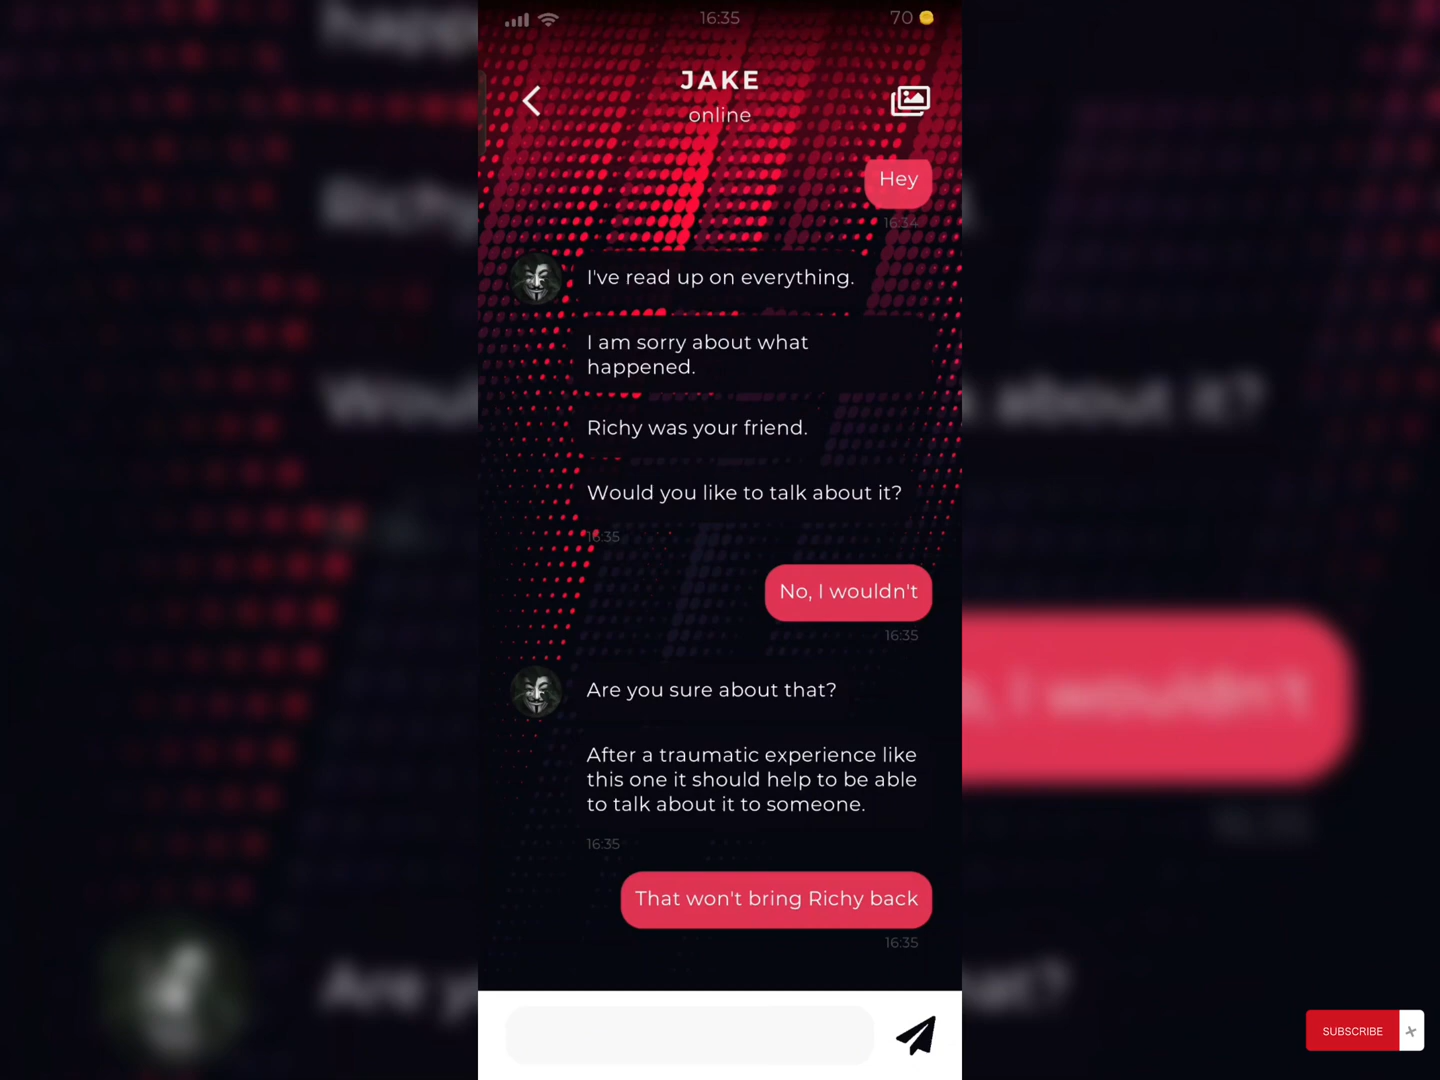 16:35
70
JAKE
online
Hey
16:34
I've read up on everything.
I am sorry about what
happened.
Richy was your friend.
Would you like to talk about it?
16:35
No, I wouldn't
16:35
Are you sure about that?
After a traumatic experience like
this one it should help to be able
to talk about it to someone.
16:35
That won't bring Richy back
16:35
SUBSCRIBE